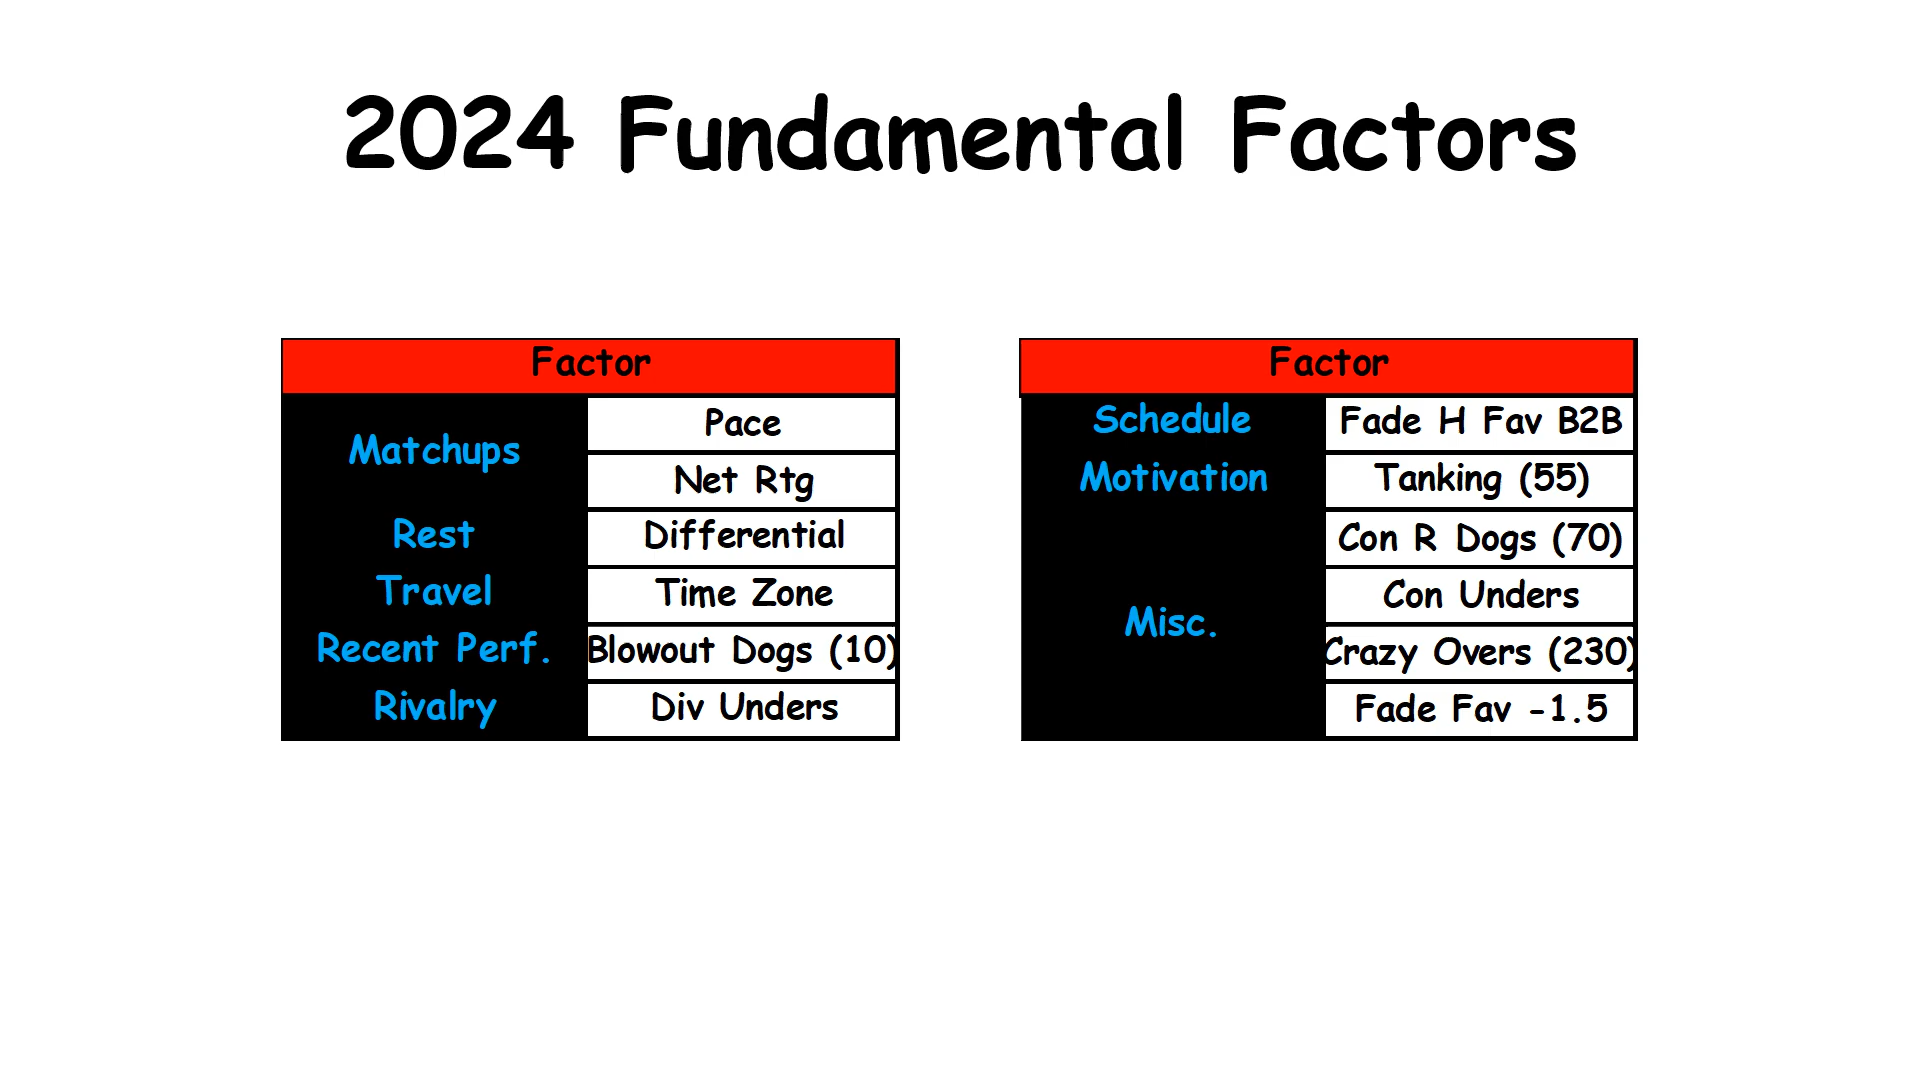 2024 Fundamental Factors
Factor
Matchups
Pace
Net Rtg
Rest
Differential
Travel
Time Zone
Recent Perf.
Blowout Dogs (10)
Rivalry
Div Unders
Factor
Schedule
Fade H Fav B2B
Motivation
Tanking (55)
Misc.
Con R Dogs (70)
Con Unders
Crazy Overs (230)
Fade Fav -1.5